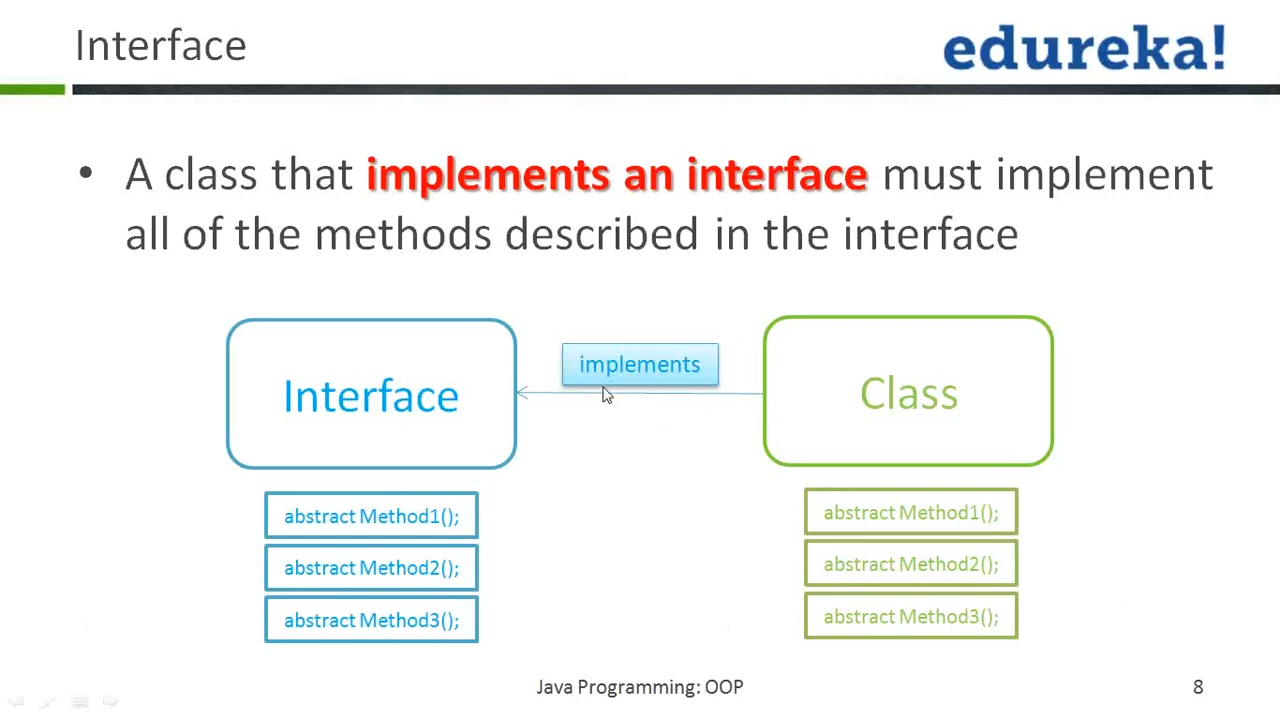 Interface
edureka!
• A class that implements an interface must implement
all of the methods described in the interface
implements
Interface
Class
abstract Method1();
abstract Method2();
abstract Method3();
abstract Method1();
abstract Method2();
abstract Method3();
Java Programming: OOP
8